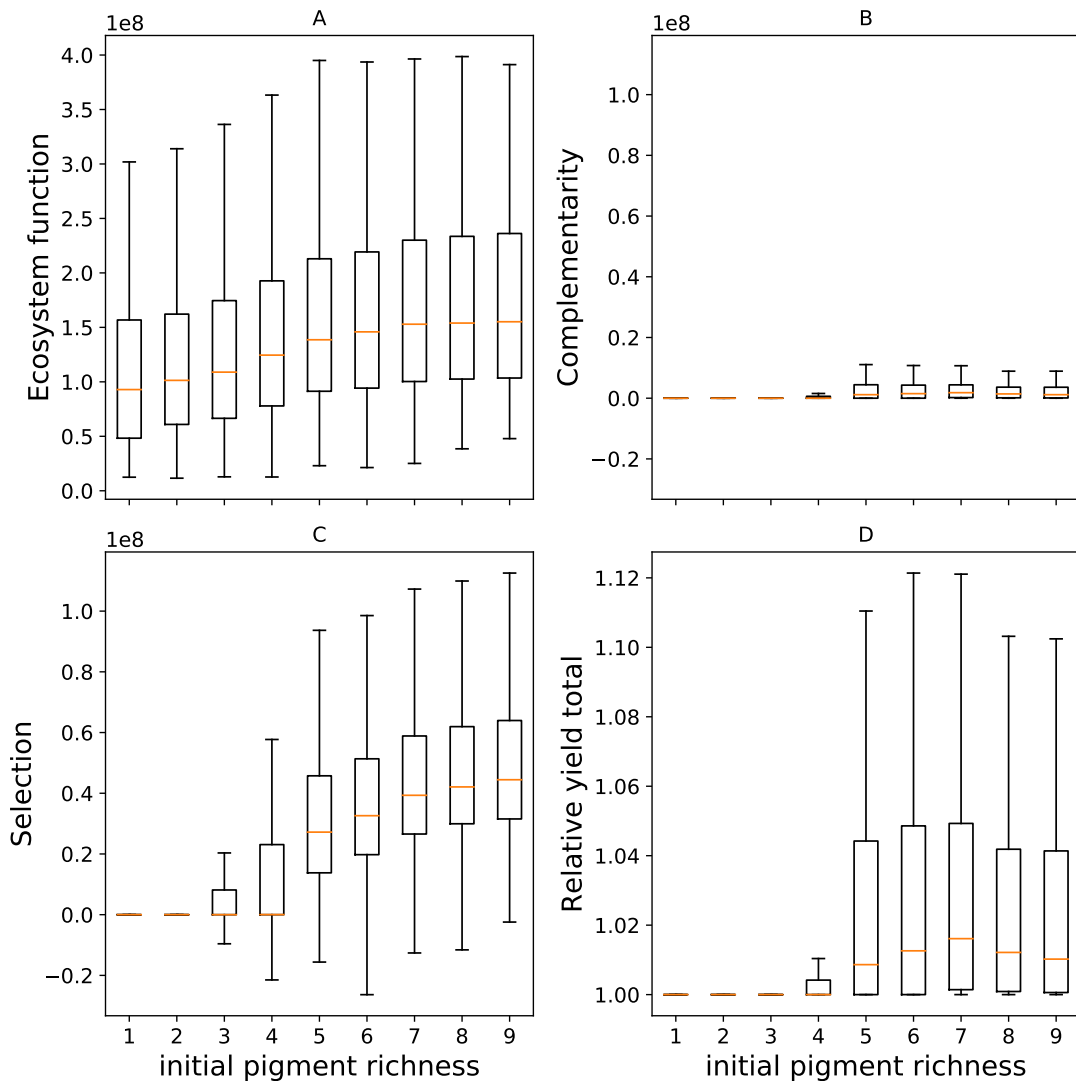 A
1e8
Ecosystem function
4.0
3.5
3.0
2.5
2.0
1.5
1.0
0.5
0.0
B
1e8
Complementarity
1.0
0.8
0.6
0.4
0.2
0.0
−0.2
C
1e8
Selection
1.0
0.8
0.6
0.4
0.2
0.0
−0.2
1 2 3 4 5 6 7 8 9
initial pigment richness
D
Relative yield total
1.12
1.10
1.08
1.06
1.04
1.02
1.00
1 2 3 4 5 6 7 8 9
initial pigment richness